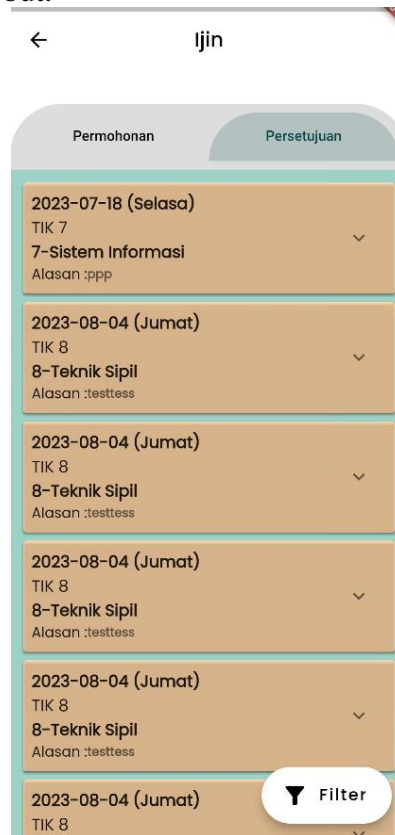 Ijin
Permohonan
Persetujuan
2023-07-18 (Selasa)
TIK 7
7-Sistem Informasi
Alasan :ppp
2023-08-04 (Jumat)
TIK 8
8-Teknik Sipil
Alasan :testtess
2023-08-04 (Jumat)
TIK 8
8-Teknik Sipil
Alasan :testtess
2023-08-04 (Jumat)
TIK 8
8-Teknik Sipil
Alasan :testtess
2023-08-04 (Jumat)
TIK 8
8-Teknik Sipil
Alasan :testtess
2023-08-04 (Jumat)
TIK 8
Filter